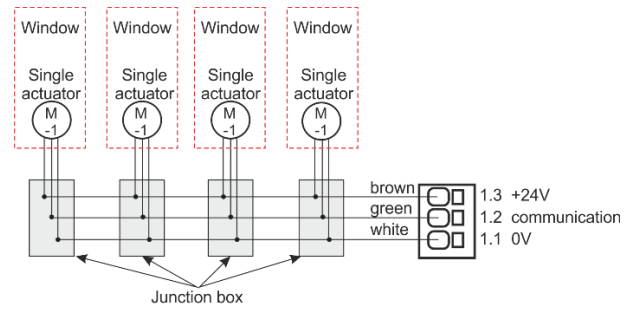 Window Window Window Window
Single Single Single Single
actuator actuator actuator actuator
M M M M
-1 -1 -1 -1
brown 1.3 +24V
green 1.2 communication
white 1.1 0V
Junction box